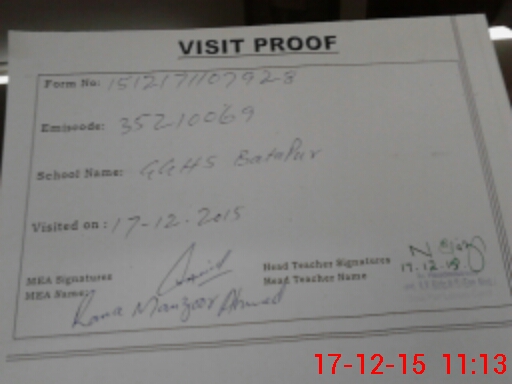 VISIT PROOF
Form No: 1512171107928
Emiscode: 35210069
School Name: GGHS BataPur
Visited on : 17-12-2015
MEA Signatures
Head Teacher Signatures
17.12.15
MEA Name: Rana Manzoor Ahmad
Head Teacher Name
17-12-15 11:13